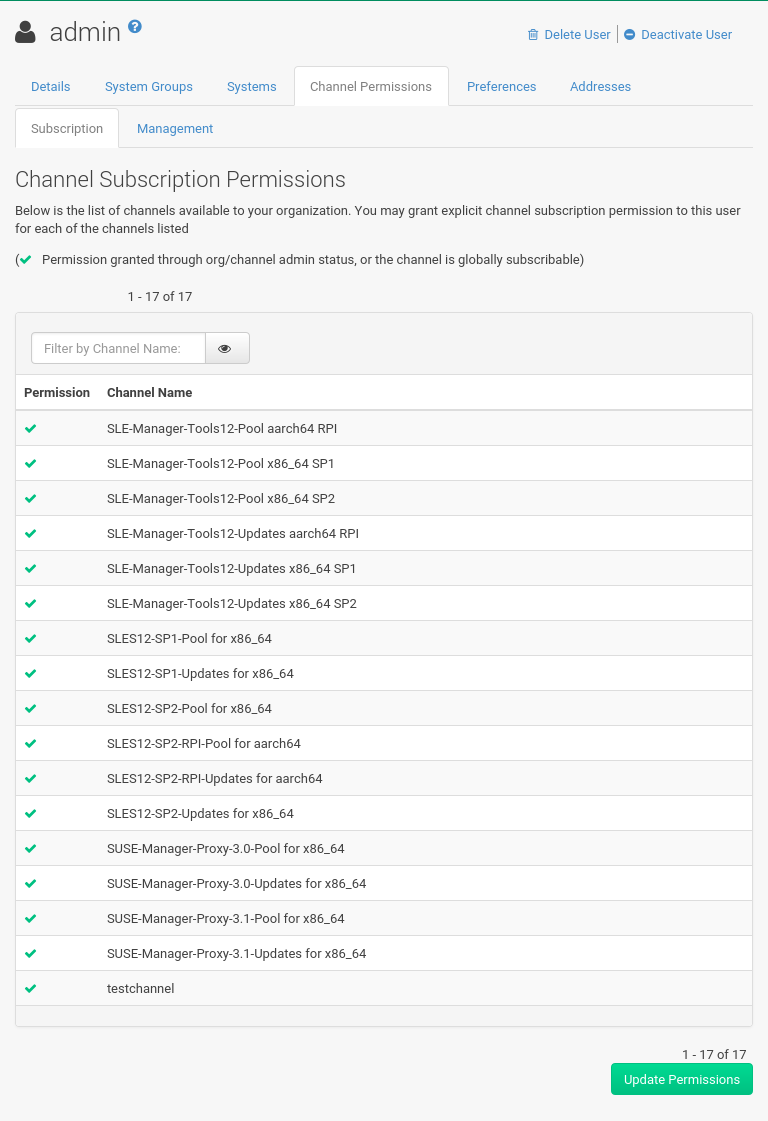 admin
Delete User Deactivate User
Details System Groups Systems Channel Permissions Preferences Addresses
Subscription Management
Channel Subscription Permissions
Below is the list of channels available to your organization. You may grant explicit channel subscription permission to this user
for each of the channels listed
(✔ Permission granted through org/channel admin status, or the channel is globally subscribable)
1 - 17 of 17
Filter by Channel Name:
Permission Channel Name
SLE-Manager-Tools12-Pool aarch64 RPI
SLE-Manager-Tools12-Pool x86_64 SP1
SLE-Manager-Tools12-Pool x86_64 SP2
SLE-Manager-Tools12-Updates aarch64 RPI
SLE-Manager-Tools12-Updates x86_64 SP1
SLE-Manager-Tools12-Updates x86_64 SP2
SLES12-SP1-Pool for x86_64
SLES12-SP1-Updates for x86_64
SLES12-SP2-Pool for x86_64
SLES12-SP2-RPI-Pool for aarch64
SLES12-SP2-RPI-Updates for aarch64
SLES12-SP2-Updates for x86_64
SUSE-Manager-Proxy-3.0-Pool for x86_64
SUSE-Manager-Proxy-3.0-Updates for x86_64
SUSE-Manager-Proxy-3.1-Pool for x86_64
SUSE-Manager-Proxy-3.1-Updates for x86_64
testchannel
1 - 17 of 17
Update Permissions